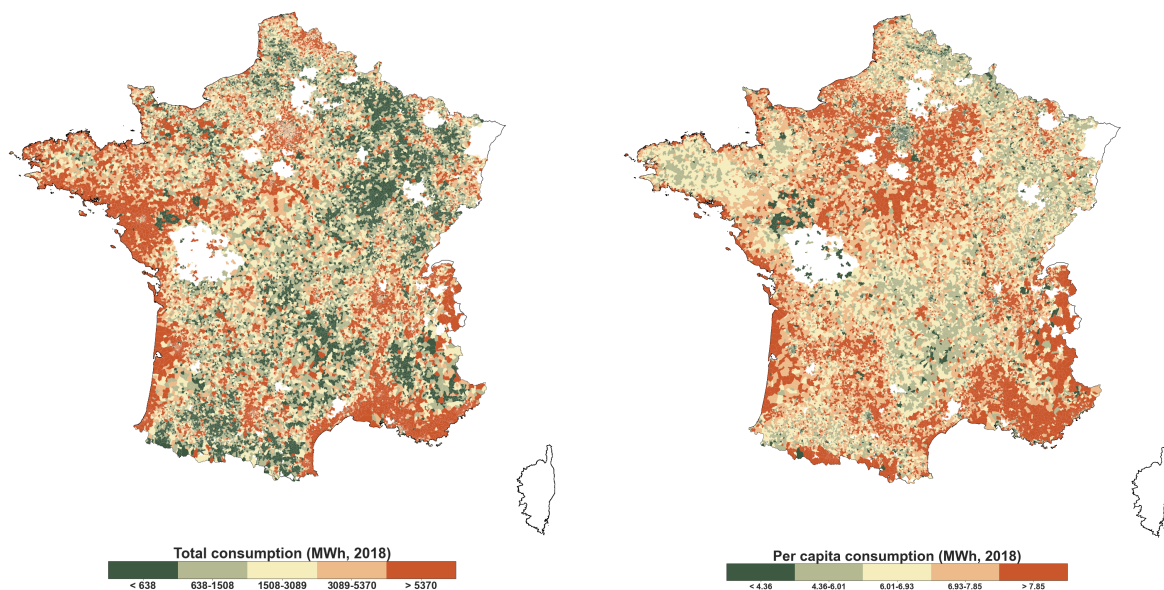 Total consumption (MWh, 2018)
< 638 638-1508 1508-3089 3089-5370 > 5370
Per capita consumption (MWh, 2018)
< 4.36 4.36-6.01 6.01-6.93 6.93-7.85 > 7.85